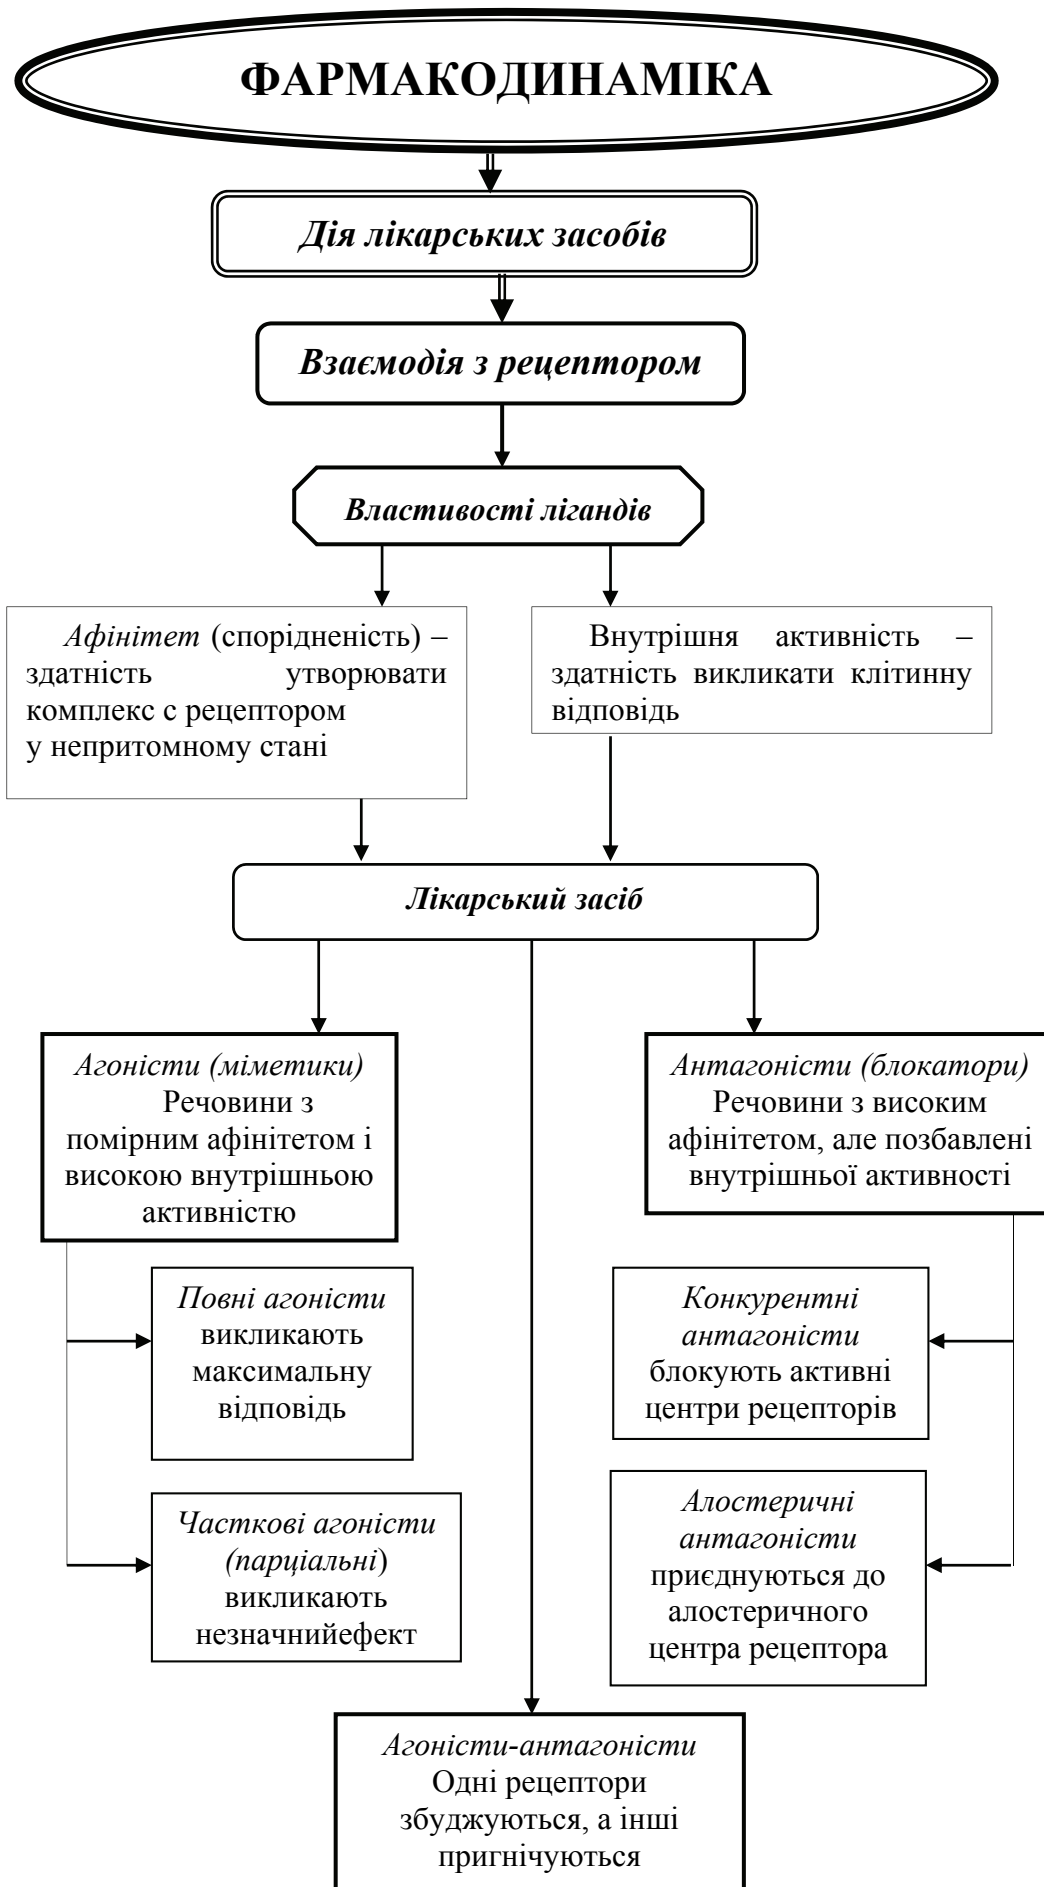 ФАРМАКОДИНАМІКА
Дія лікарських засобів
Взаємодія з рецептором
Властивості лігандів
Афінітет (спорідненість) –
здатність утворювати
комплекс с рецептором
у непритомному стані
Внутрішня активність –
здатність викликати клітинну
відповідь
Лікарський засіб
Агоністи (міметики)
Речовини з
помірним афінітетом і
високою внутрішньою
активністю
Антагоністи (блокатори)
Речовини з високим
афінітетом, але позбавлені
внутрішньої активності
Повні агоністи
викликають
максимальну
відповідь
Конкурентні
антагоністи
блокують активні
центри рецепторів
Часткові агоністи
(парціальні)
викликають
незначнийефект
Алостеричні
антагоністи
приєднуються до
алостеричного
центра рецептора
Агоністи-антагоністи
Одні рецептори
збуджуються, а інші
пригнічуються